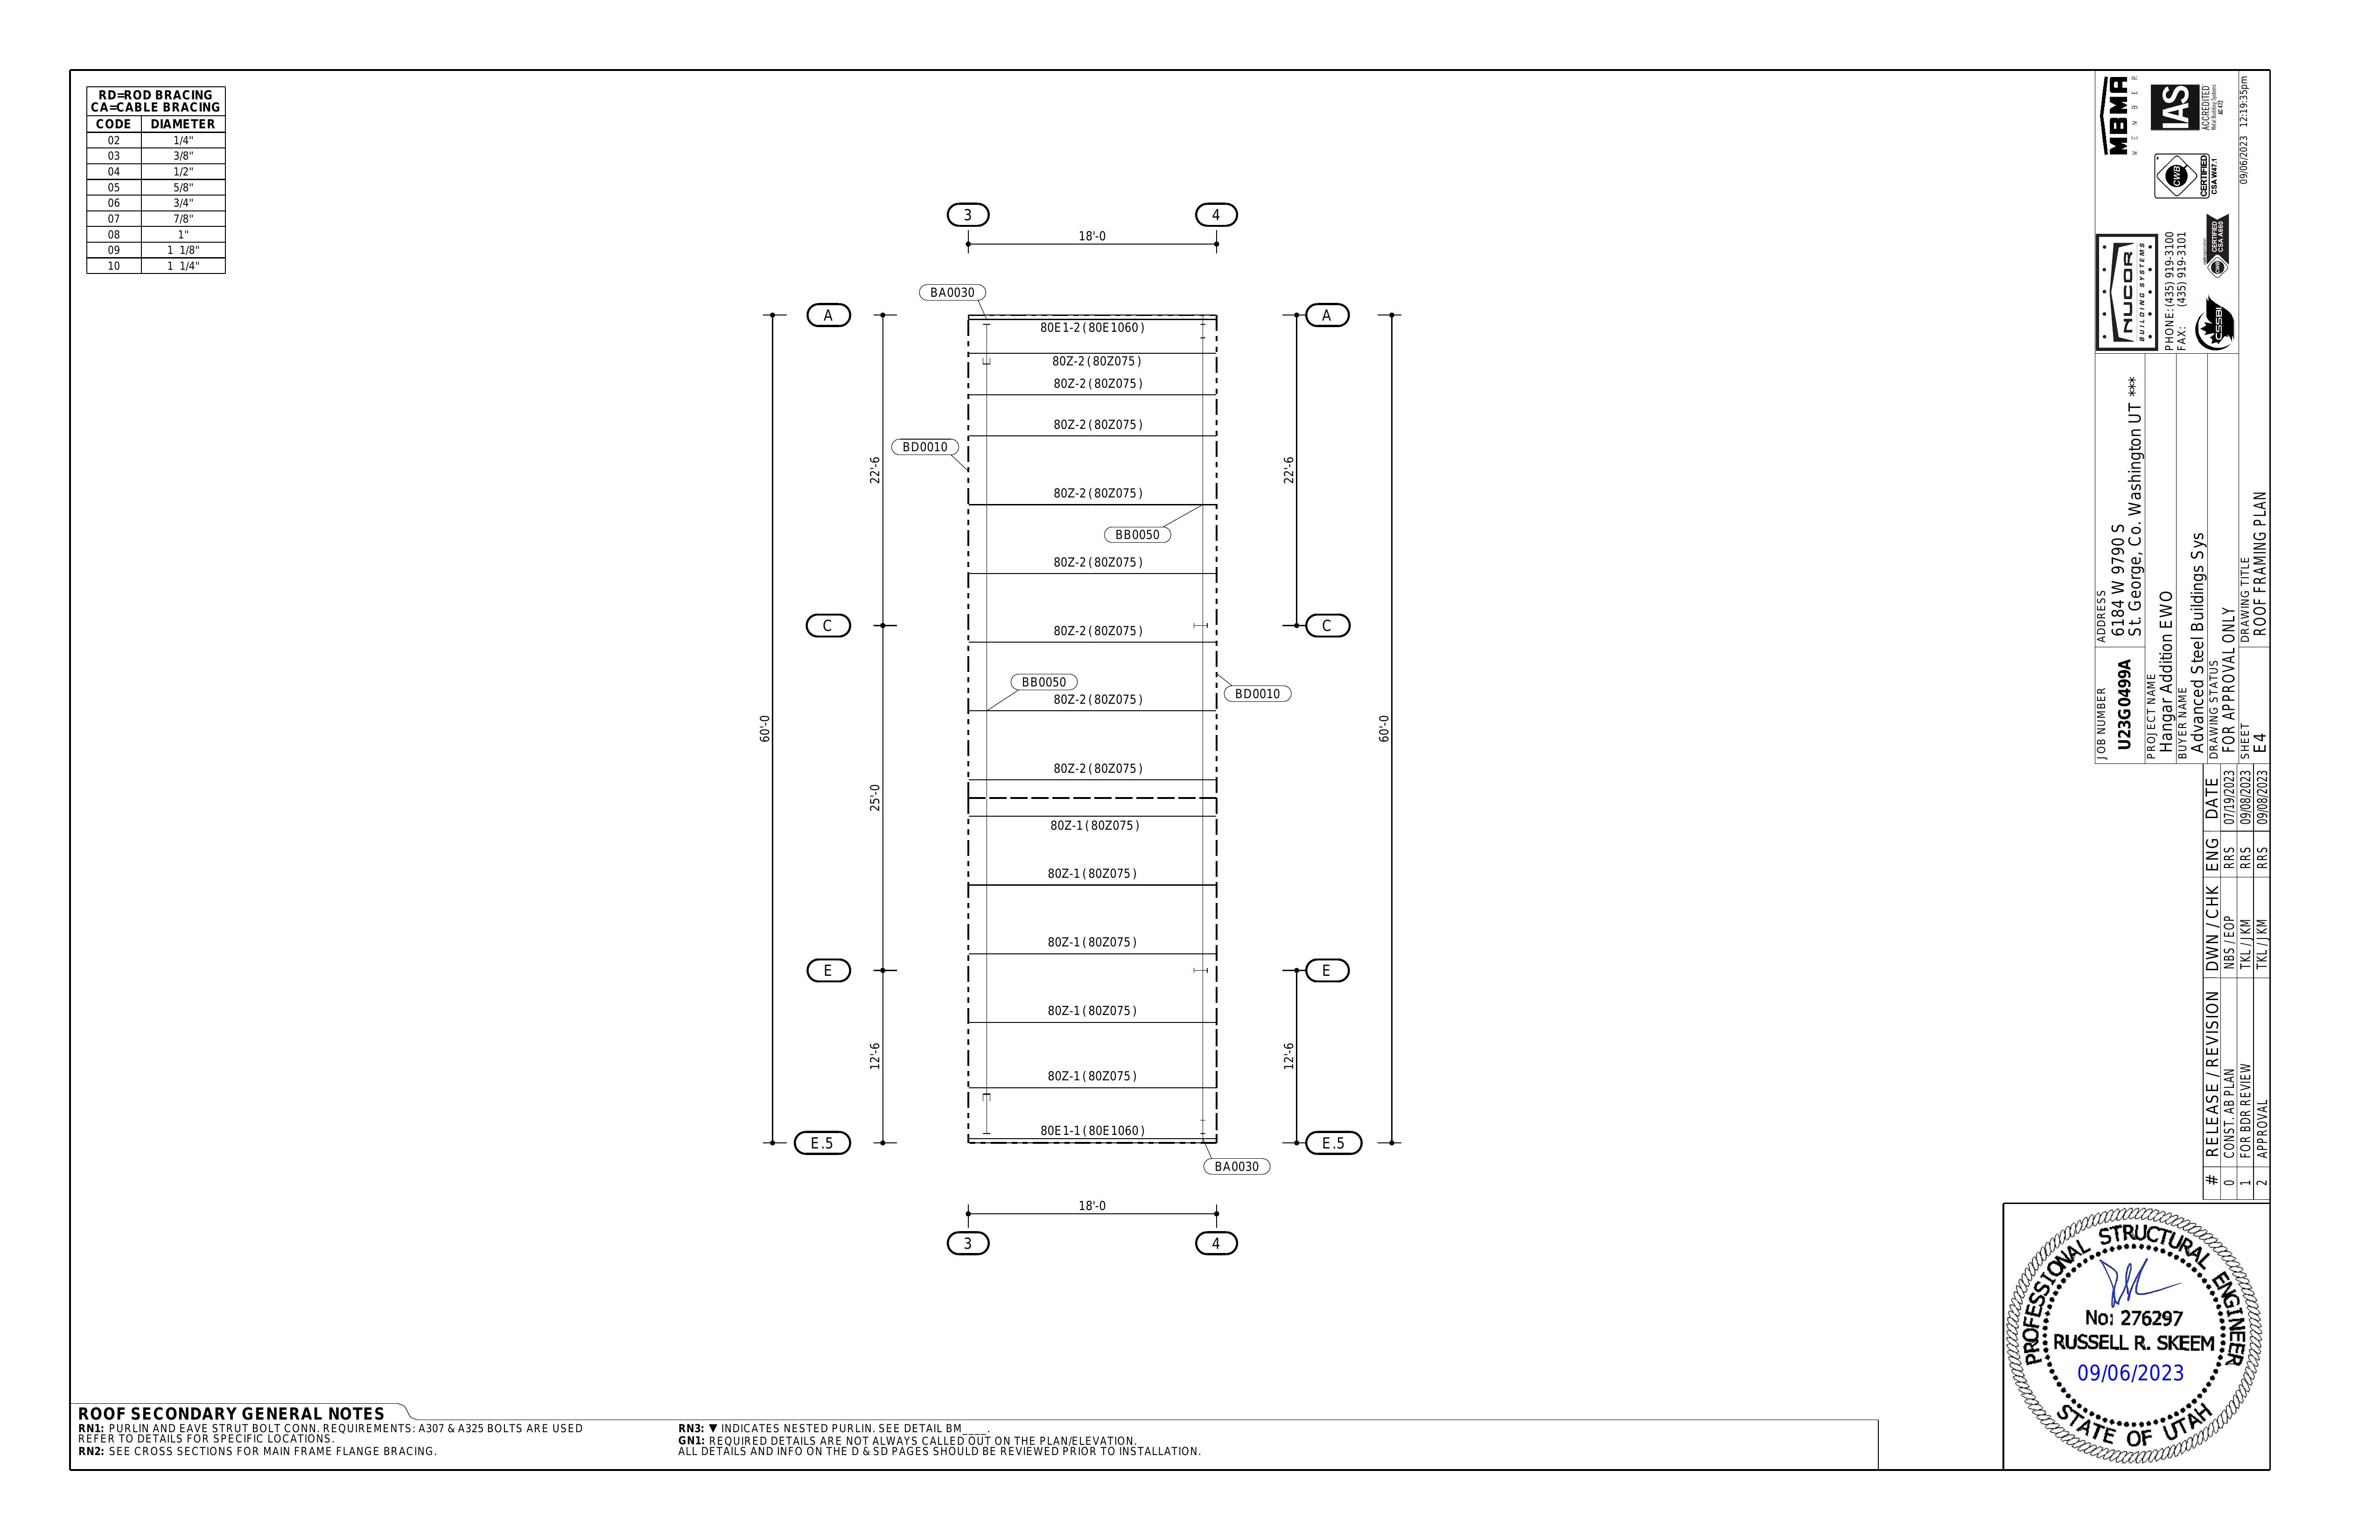 RD=ROD BRACING
CA=CABLE BRACING
CODE DIAMETER
02 1/4"
03 3/8"
04 1/2"
05 5/8"
06 3/4"
07 7/8"
08 1"
09 1 1/8"
10 1 1/4"
3 4
18'-0
BA0030
A A
80E1-2(80E1060)
80Z-2(80Z075)
80Z-2(80Z075)
80Z-2(80Z075)
BD0010
22'-6 22'-6
80Z-2(80Z075)
BB0050
80Z-2(80Z075)
C C
80Z-2(80Z075)
BB0050
BD0010
80Z-2(80Z075)
60'-0 60'-0
80Z-2(80Z075)
25'-0
80Z-1(80Z075)
80Z-1(80Z075)
80Z-1(80Z075)
E E
80Z-1(80Z075)
12'-6 12'-6
80Z-1(80Z075)
80E1-1(80E1060)
E.5 E.5
BA0030
18'-0
3 4
ROOF SECONDARY GENERAL NOTES
RN1: PURLIN AND EAVE STRUT BOLT CONN. REQUIREMENTS: A307 & A325 BOLTS ARE USED
REFER TO DETAILS FOR SPECIFIC LOCATIONS.
RN2: SEE CROSS SECTIONS FOR MAIN FRAME FLANGE BRACING.
RN3: ▼ INDICATES NESTED PURLIN. SEE DETAIL BM____.
GN1: REQUIRED DETAILS ARE NOT ALWAYS CALLED OUT ON THE PLAN/ELEVATION.
ALL DETAILS AND INFO ON THE D & SD PAGES SHOULD BE REVIEWED PRIOR TO INSTALLATION.
MBMA
MEMBER
IAS
ACCREDITED
Metal Building Systems
AC 472
CWB
CERTIFIED
CSA W47.1
09/06/2023 12:19:35pm
NUCOR
BUILDING SYSTEMS
PHONE:(435) 919-3100
FAX: (435) 919-3101
CWB
CERTIFIED
CSA A660
CSSBI
JOB NUMBER
U23G0499A
ADDRESS
6184 W 9790 S
St. George, Co. Washington UT ***
PROJECT NAME
Hangar Addition EWO
BUYER NAME
Advanced Steel Buildings Sys
DRAWING STATUS
FOR APPROVAL ONLY
SHEET
E4
DRAWING TITLE
ROOF FRAMING PLAN
# RELEASE / REVISION DWN / CHK ENG DATE
0 CONST. AB PLAN NBS / EOP RRS 07/19/2023
1 FOR BDR REVIEW TKL / JKM RRS 09/08/2023
2 APPROVAL TKL / JKM RRS 09/08/2023
PROFESSIONAL STRUCTURAL ENGINEER
No: 276297
RUSSELL R. SKEEM
09/06/2023
STATE OF UTAH